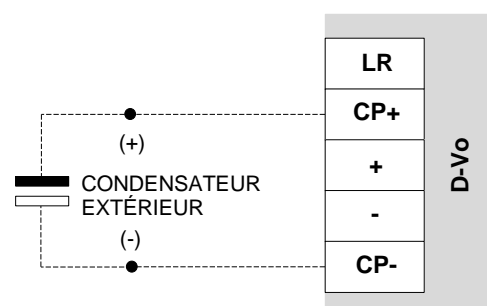 LR
CP+
(+)
+
D-Vo
CONDENSATEUR
EXTÉRIEUR
-
(-)
CP-